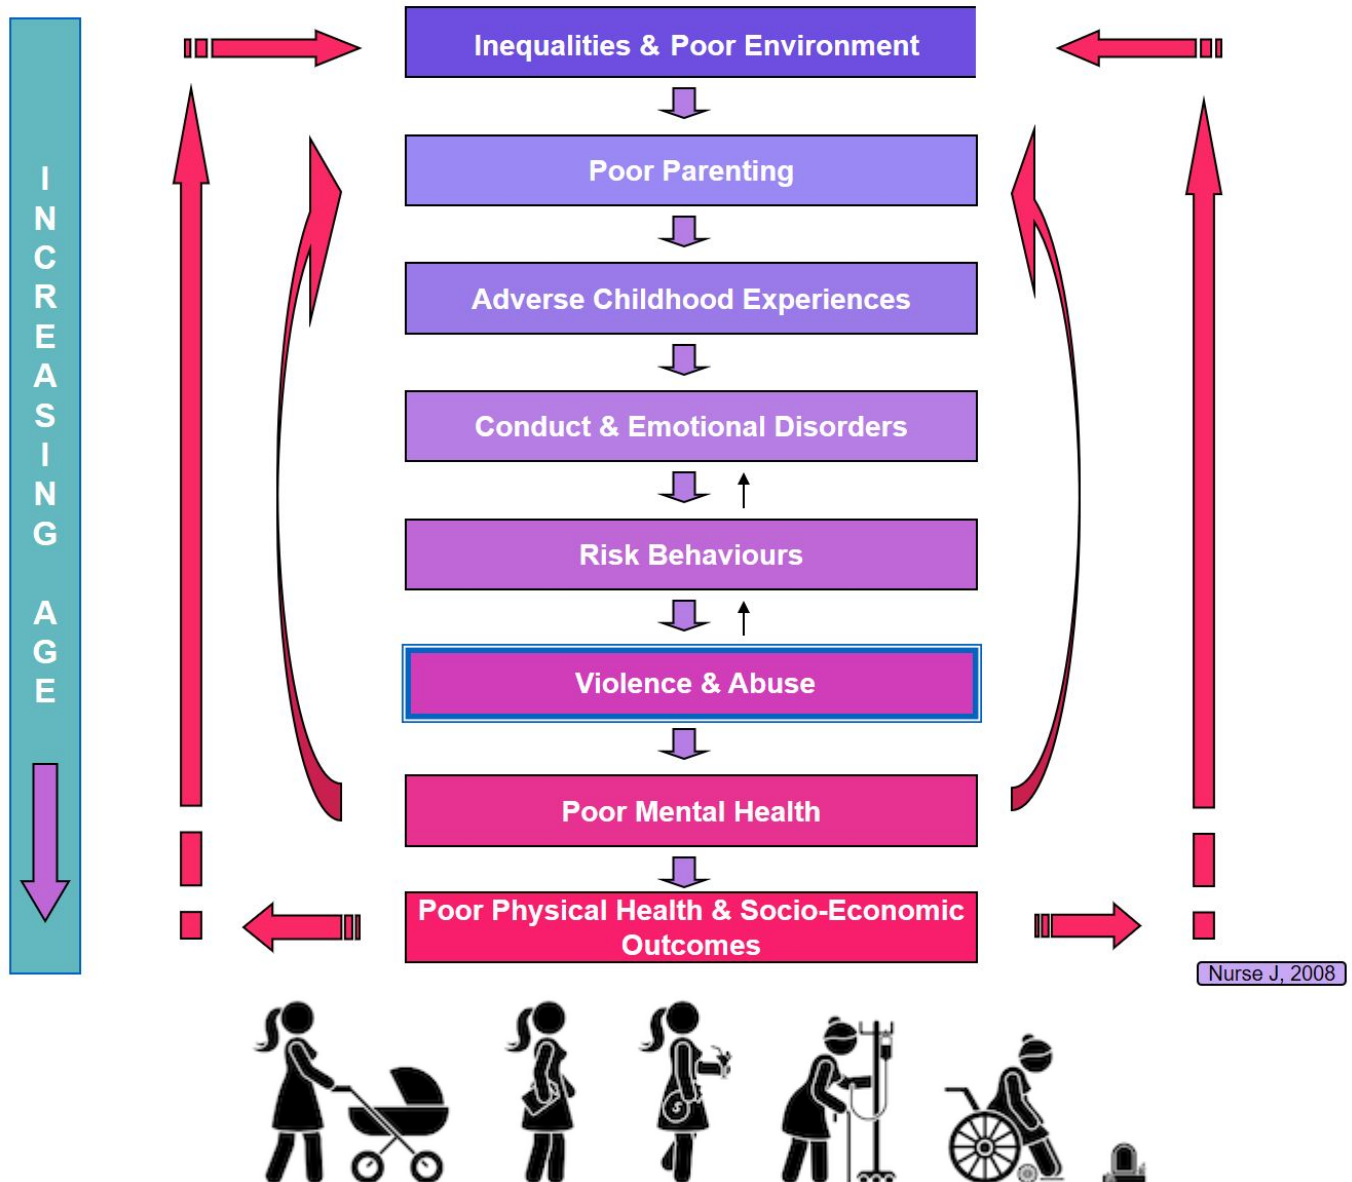 INCREASING AGE
Inequalities & Poor Environment
Poor Parenting
Adverse Childhood Experiences
Conduct & Emotional Disorders
Risk Behaviours
Violence & Abuse
Poor Mental Health
Poor Physical Health & Socio-Economic
Outcomes
Nurse J, 2008
$